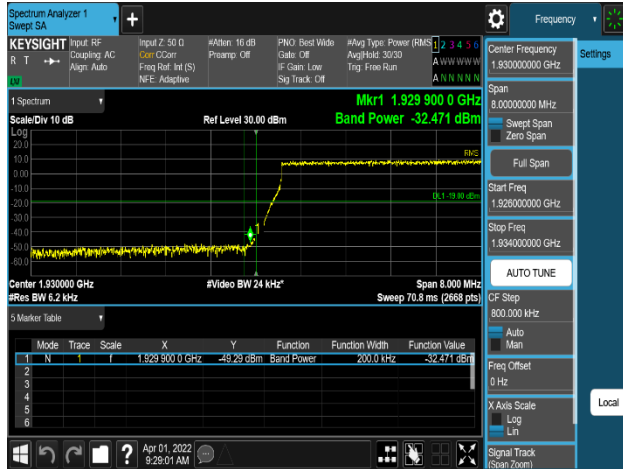 Spectrum Analyzer 1
Swept SA
+
Frequency
KEYSIGHT
R T
Input: RF
Coupling: AC
Align: Auto
Input Z: 50 Ω
Corr CCorr
Freq Ref: Int (S)
NFE: Adaptive
#Atten: 16 dB
Preamp: Off
PNO: Best Wide
Gate: Off
IF Gain: Low
Sig Track: Off
#Avg Type: Power (RMS
Avg|Hold: 30/30
Trig: Free Run
1 2 3 4 5 6
A W W W W W
A N N N N N
1 Spectrum
Scale/Div 10 dB
Ref Level 30.00 dBm
Mkr1 1.929 900 0 GHz
Band Power -32.471 dBm
Log
20.0
10.0
0.00
-10.0
-20.0
-30.0
-40.0
-50.0
-60.0
RMS
DL1 -19.00 dBm
1
Center 1.930000 GHz
#Res BW 6.2 kHz
#Video BW 24 kHz*
Span 8.000 MHz
Sweep 70.8 ms (2668 pts)
5 Marker Table
Mode Trace Scale X Y Function Function Width Function Value
1 N 1 f 1.929 900 0 GHz -49.29 dBm Band Power 200.0 kHz -32.471 dBm
2
3
4
5
6
Apr 01, 2022
9:29:01 AM
Center Frequency
1.930000000 GHz
Settings
Span
8.00000000 MHz
Swept Span
Zero Span
Full Span
Start Freq
1.926000000 GHz
Stop Freq
1.934000000 GHz
AUTO TUNE
CF Step
800.000 kHz
Auto
Man
Freq Offset
0 Hz
X Axis Scale
Log
Lin
Local
Signal Track
(Span Zoom)